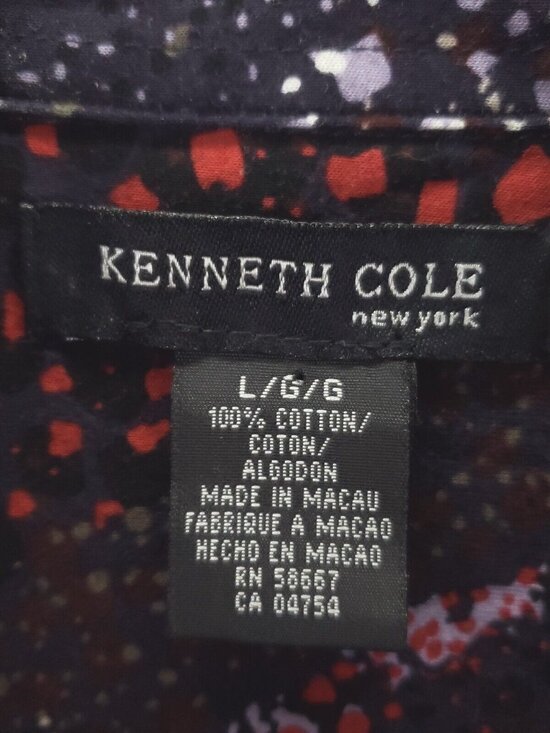 KENNETH COLE
new york
L/G/G
100% COTTON/
COTON/
ALGODON
MADE IN MACAU
FABRIQUE A MACAO
HECHO EN MACAO
RN 58667
CA 04754